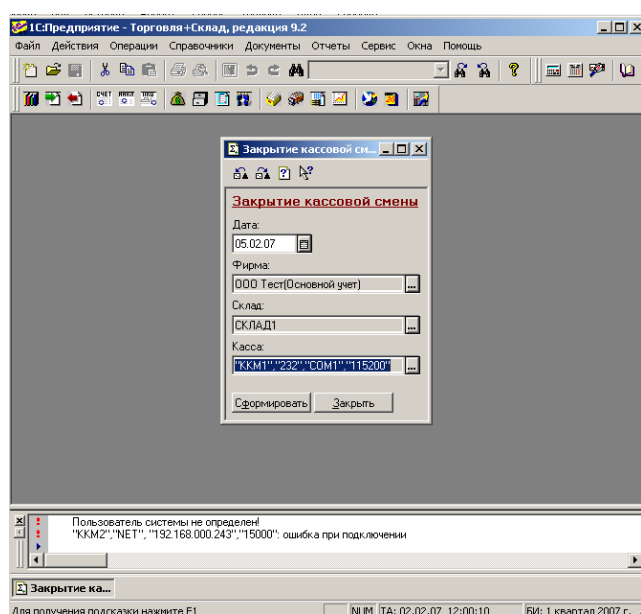 1С:Предприятие - Торговля+Склад, редакция 9.2
Файл Действия Операции Справочники Документы Отчеты Сервис Окна Помощь
Закрытие кассовой см...
Закрытие кассовой смены
Дата:
05.02.07
Фирма:
ООО Тест(Основной учет)
...
Склад:
СКЛАД1
...
Касса:
"ККМ1","232","COM1","115200"
...
Сформировать Закрыть
Пользователь системы не определен!
"ККМ2","NET", "192.168.000.243","15000": ошибка при подключении
Закрытие ка...
Для получения подсказки нажмите F1 NUM TA: 02.02.07 12:00:10 БИ: 1 квартал 2007 г.